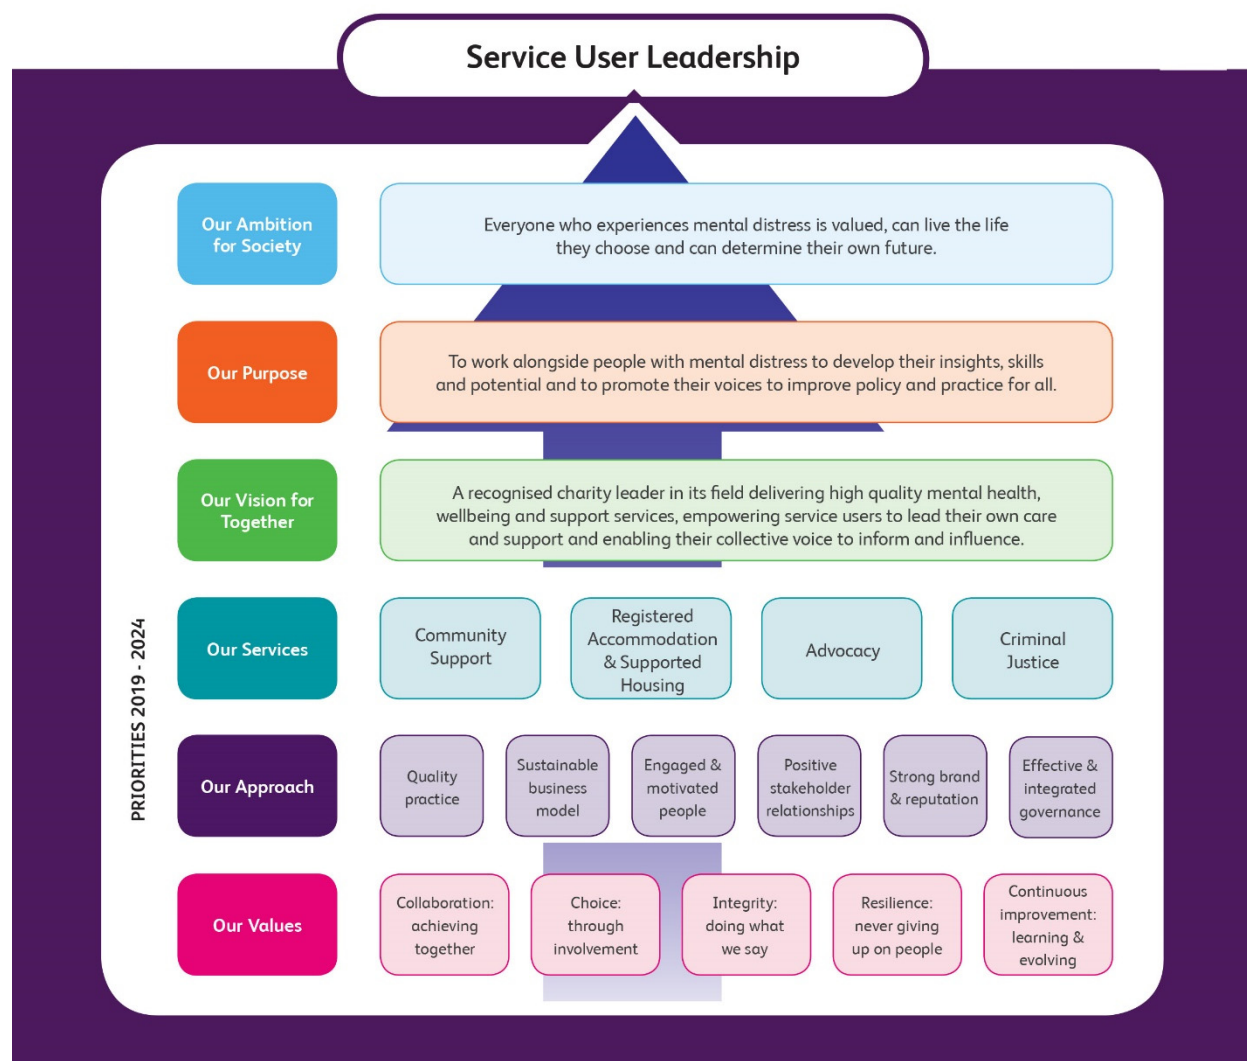 Service User Leadership
Our Ambition
for Society
Everyone who experiences mental distress is valued, can live the life
they choose and can determine their own future.
Our Purpose
To work alongside people with mental distress to develop their insights, skills
and potential and to promote their voices to improve policy and practice for all.
Our Vision for
Together
A recognised charity leader in its field delivering high quality mental health,
wellbeing and support services, empowering service users to lead their own care
and support and enabling their collective voice to inform and influence.
PRIORITIES 2019 - 2024
Our Services
Community
Support
Registered
Accommodation
& Supported
Housing
Advocacy
Criminal
Justice
Our Approach
Quality
practice
Sustainable
business
model
Engaged &
motivated
people
Positive
stakeholder
relationships
Strong brand
& reputation
Effective &
integrated
governance
Our Values
Collaboration:
achieving
together
Choice:
through
involvement
Integrity:
doing what
we say
Resilience:
never giving
up on people
Continuous
improvement:
learning &
evolving